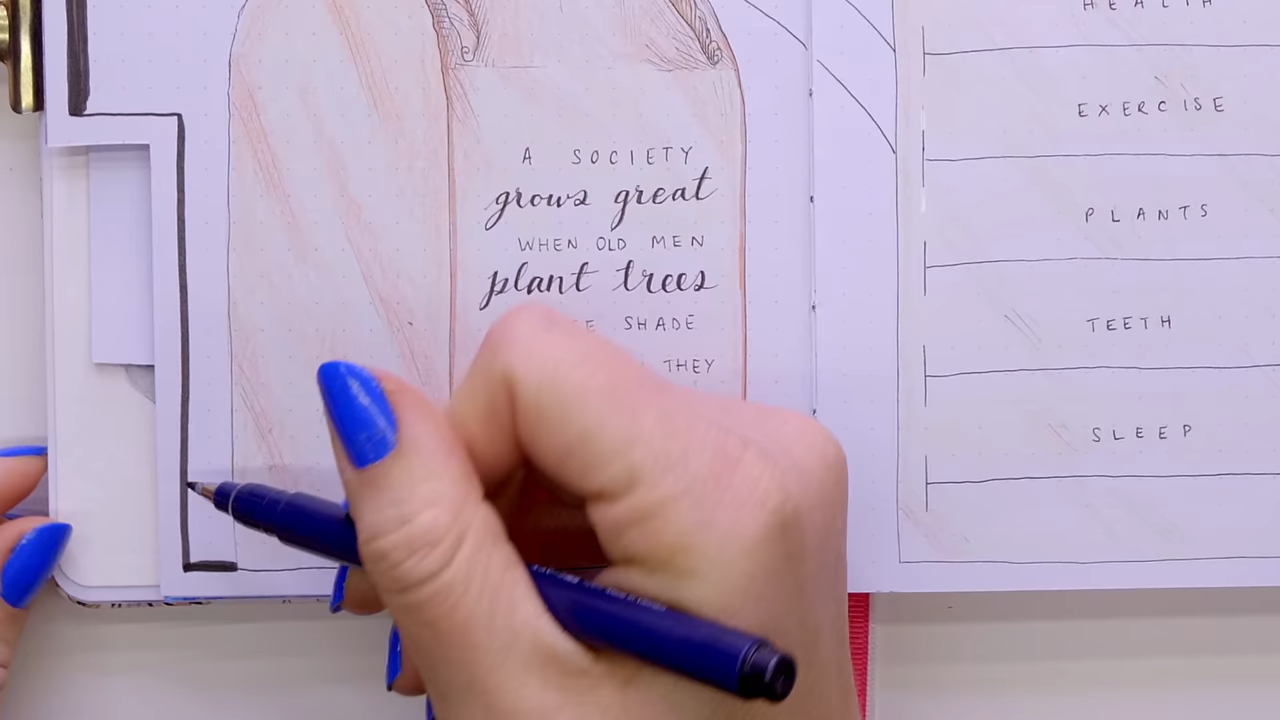 A SOCIETY
grows great
WHEN OLD MEN
plant trees
SHADE
THEY
HEALTH
EXERCISE
PLANTS
TEETH
SLEEP